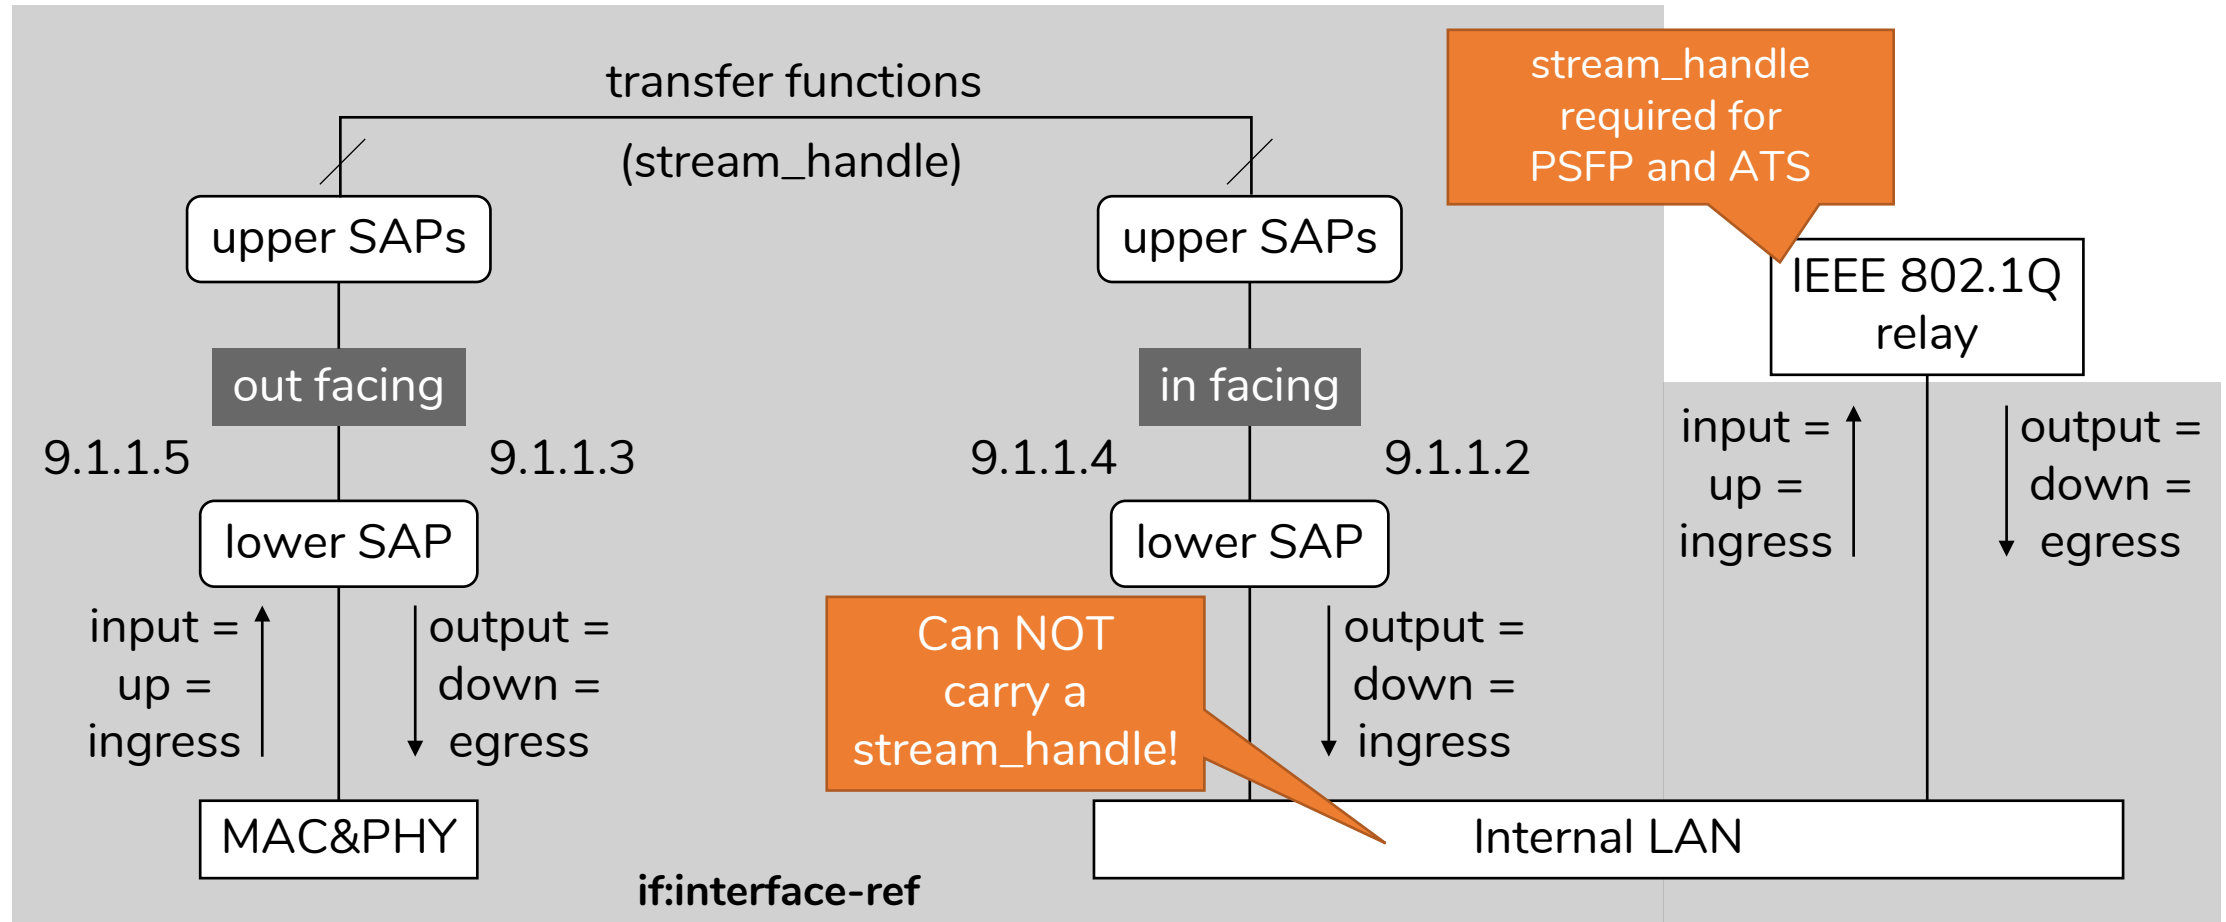 transfer functions
(stream_handle)
stream_handle
required for
PSFP and ATS
upper SAPs
upper SAPs
IEEE 802.1Q
relay
out facing
in facing
9.1.1.5
9.1.1.3
9.1.1.4
9.1.1.2
input =
up =
ingress
output =
down =
egress
lower SAP
lower SAP
input =
up =
ingress
output =
down =
egress
Can NOT
carry a
stream_handle!
output =
down =
ingress
MAC&PHY
Internal LAN
if:interface-ref